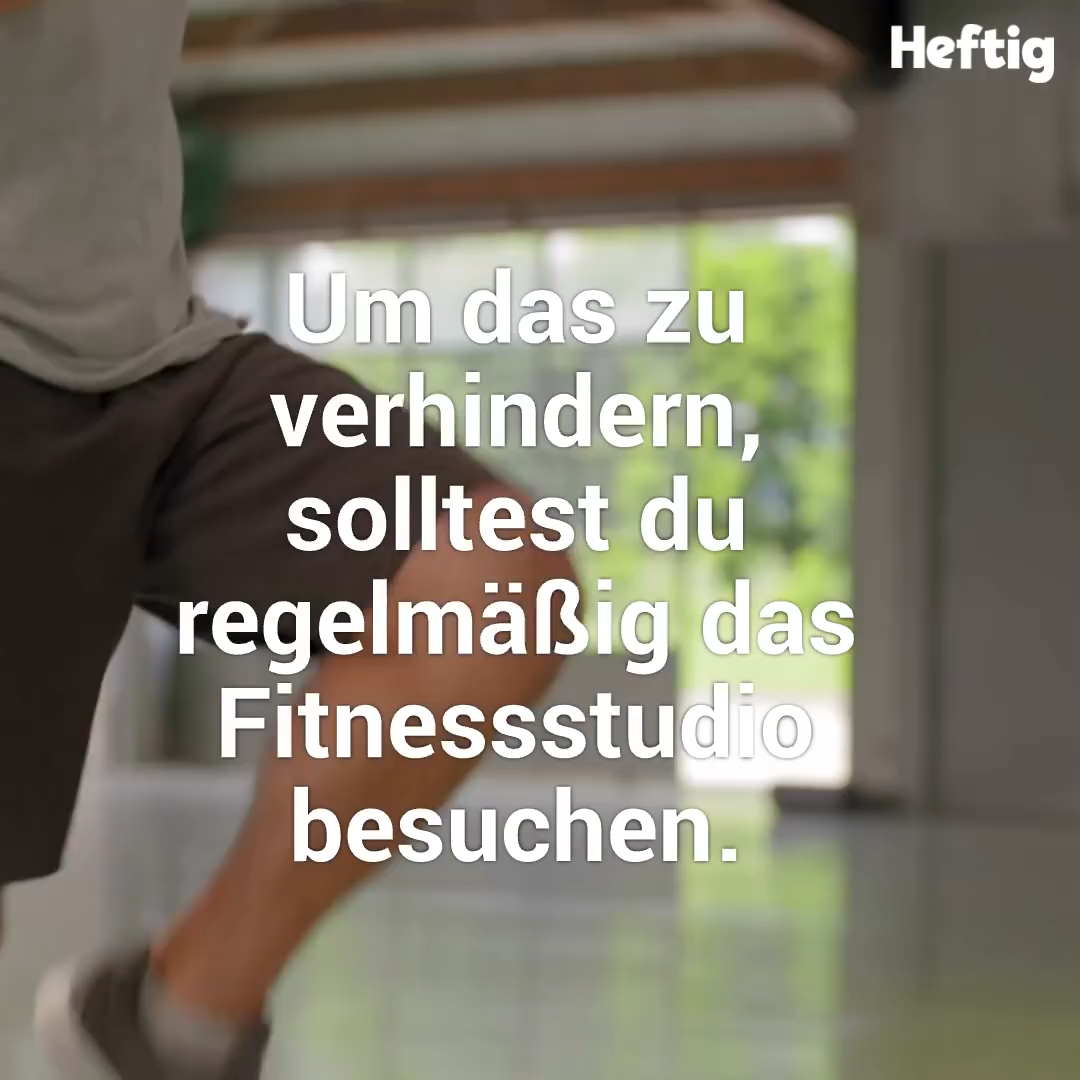 Heftig
Um das zu
verhindern,
solltest du
regelmäßig das
Fitnessstudio
besuchen.